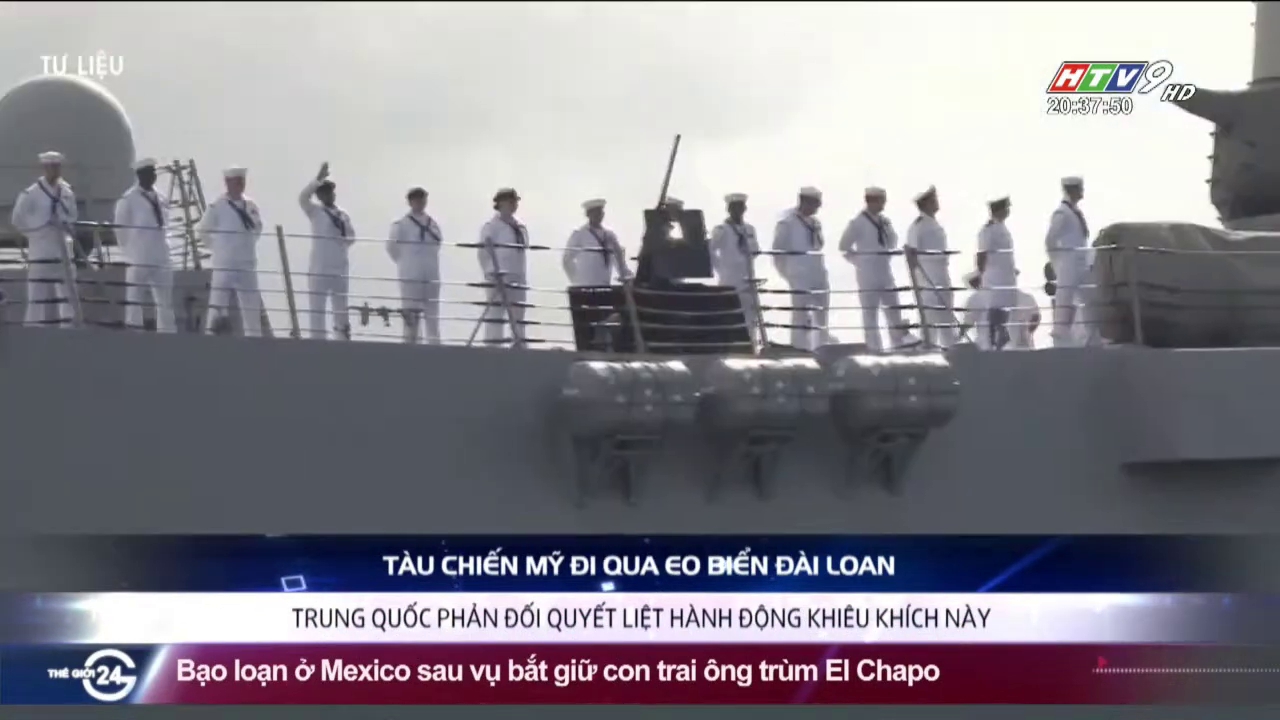 TƯ LIỆU
HTV9 HD
20:37:50
TÀU CHIẾN MỸ ĐI QUA EO BIỂN ĐÀI LOAN
TRUNG QUỐC PHẢN ĐỐI QUYẾT LIỆT HÀNH ĐỘNG KHIÊU KHÍCH NÀY
THẾ GIỚI 24G
Bạo loạn ở Mexico sau vụ bắt giữ con trai ông trùm El Chapo